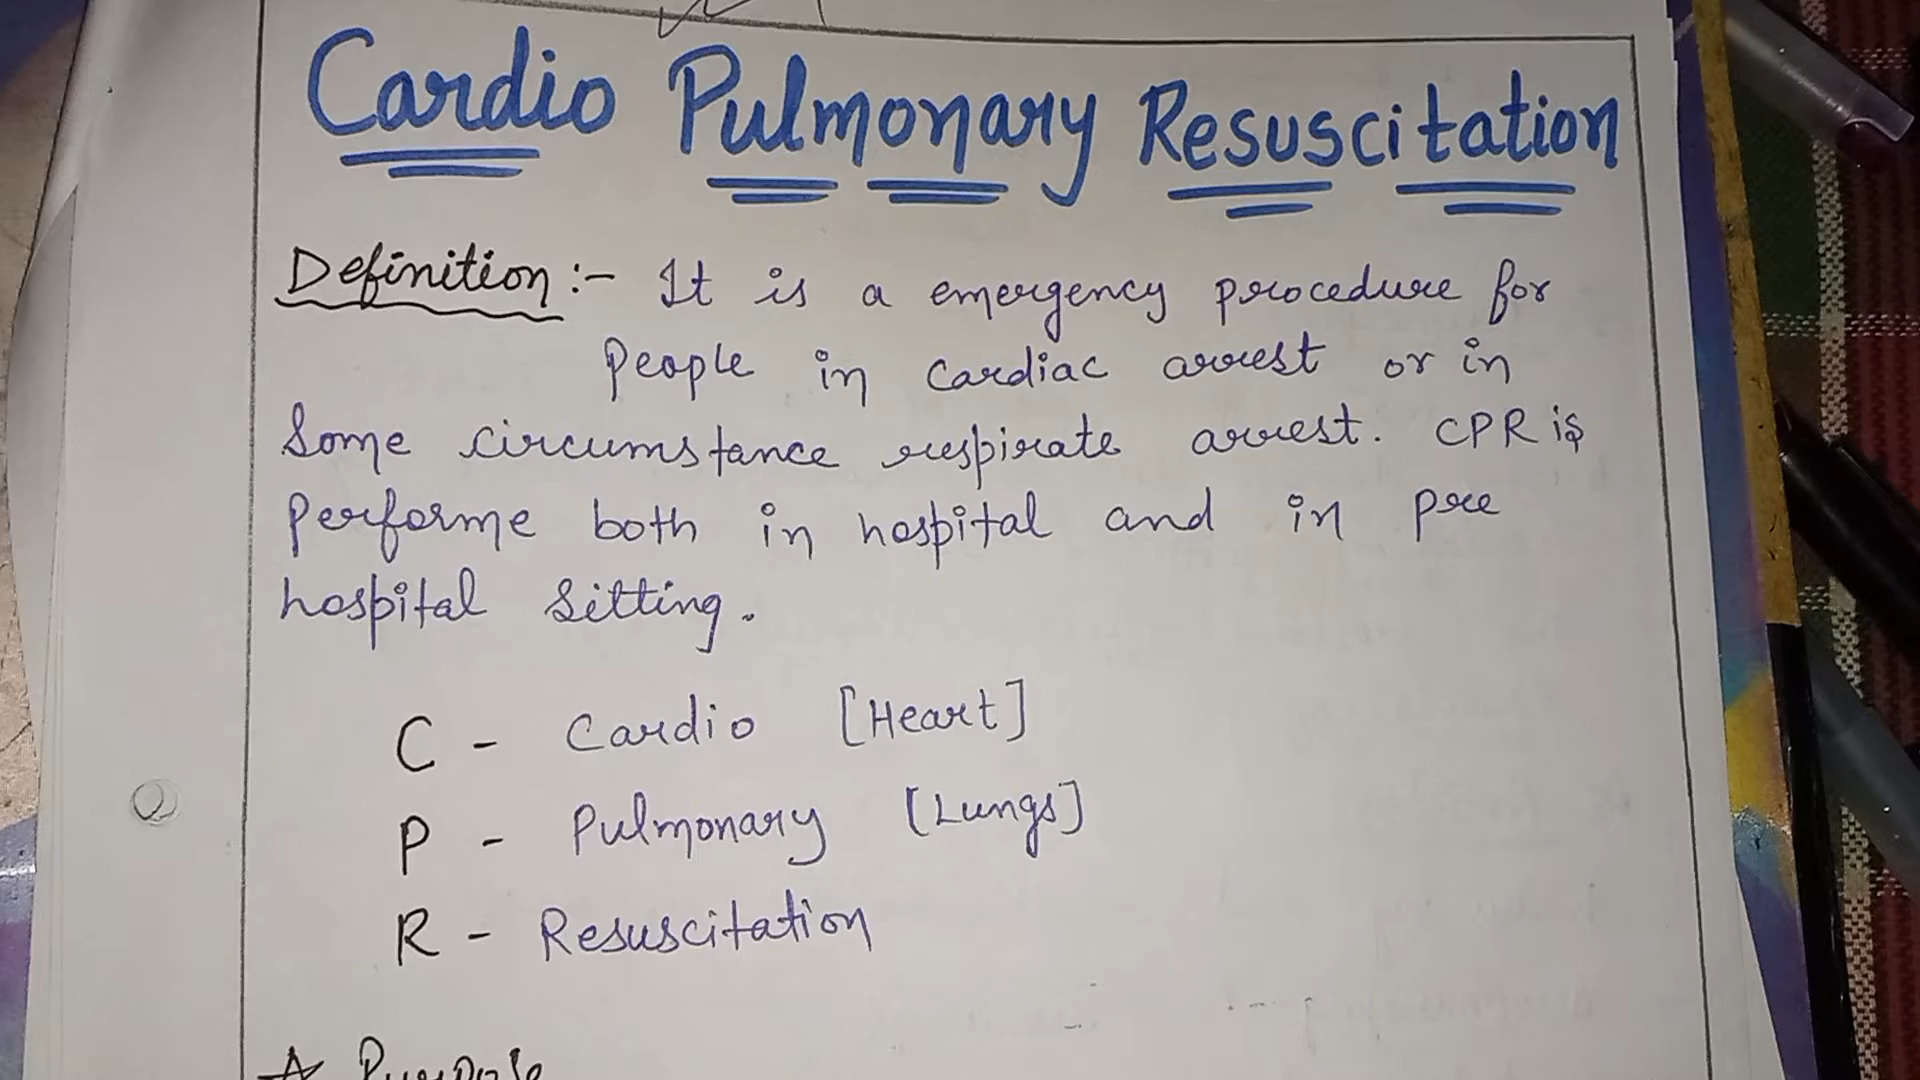 Cardio Pulmonary Resuscitation
Definition :- It is a emergency procedure for
People in Cardiac arrest or in
Some circumstance respirate arrest. CPR is
Performe both in hospital and in pre
hospital Sitting.
C - Cardio [Heart]
P - Pulmonary [Lungs]
R - Resuscitation
Purpose